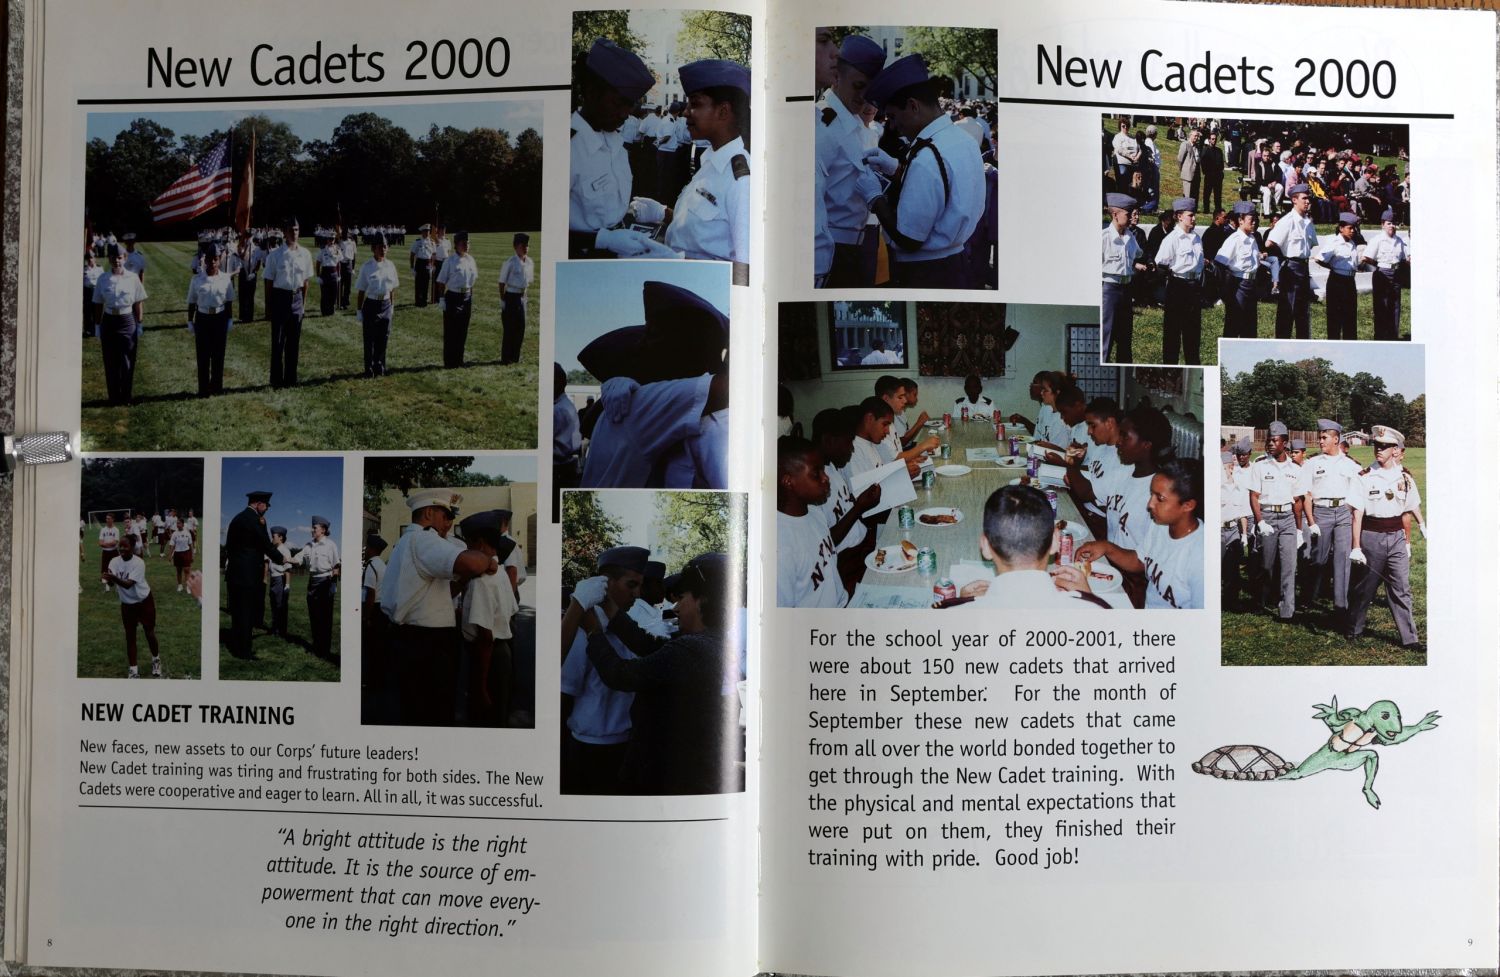 New Cadets 2000
NEW CADET TRAINING
New faces, new assets to our Corps' future leaders!
New Cadet training was tiring and frustrating for both sides. The New
Cadets were cooperative and eager to learn. All in all, it was successful.
“A bright attitude is the right
attitude. It is the source of em-
powerment that can move every-
one in the right direction.”
8
New Cadets 2000
For the school year of 2000-2001, there
were about 150 new cadets that arrived
here in September. For the month of
September these new cadets that came
from all over the world bonded together to
get through the New Cadet training. With
the physical and mental expectations that
were put on them, they finished their
training with pride. Good job!
9